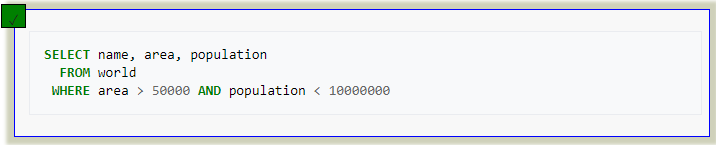 ✓
SELECT name, area, population
FROM world
WHERE area > 50000 AND population < 10000000